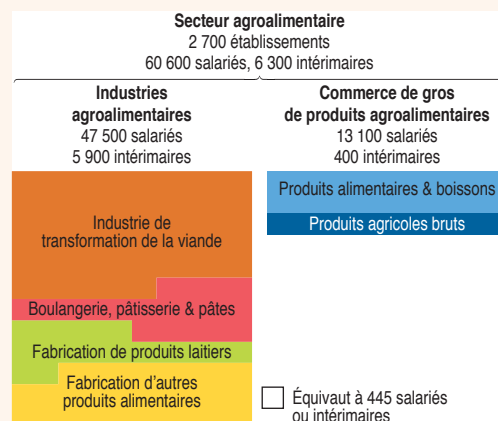 Secteur agroalimentaire
2 700 établissements
60 600 salariés, 6 300 intérimaires
Industries
agroalimentaires
47 500 salariés
5 900 intérimaires
Commerce de gros
de produits agroalimentaires
13 100 salariés
400 intérimaires
Industrie de
transformation de la viande
Boulangerie, pâtisserie & pâtes
Fabrication de produits laitiers
Fabrication d'autres
produits alimentaires
Produits alimentaires & boissons
Produits agricoles bruts
Équivaut à 445 salariés
ou intérimaires